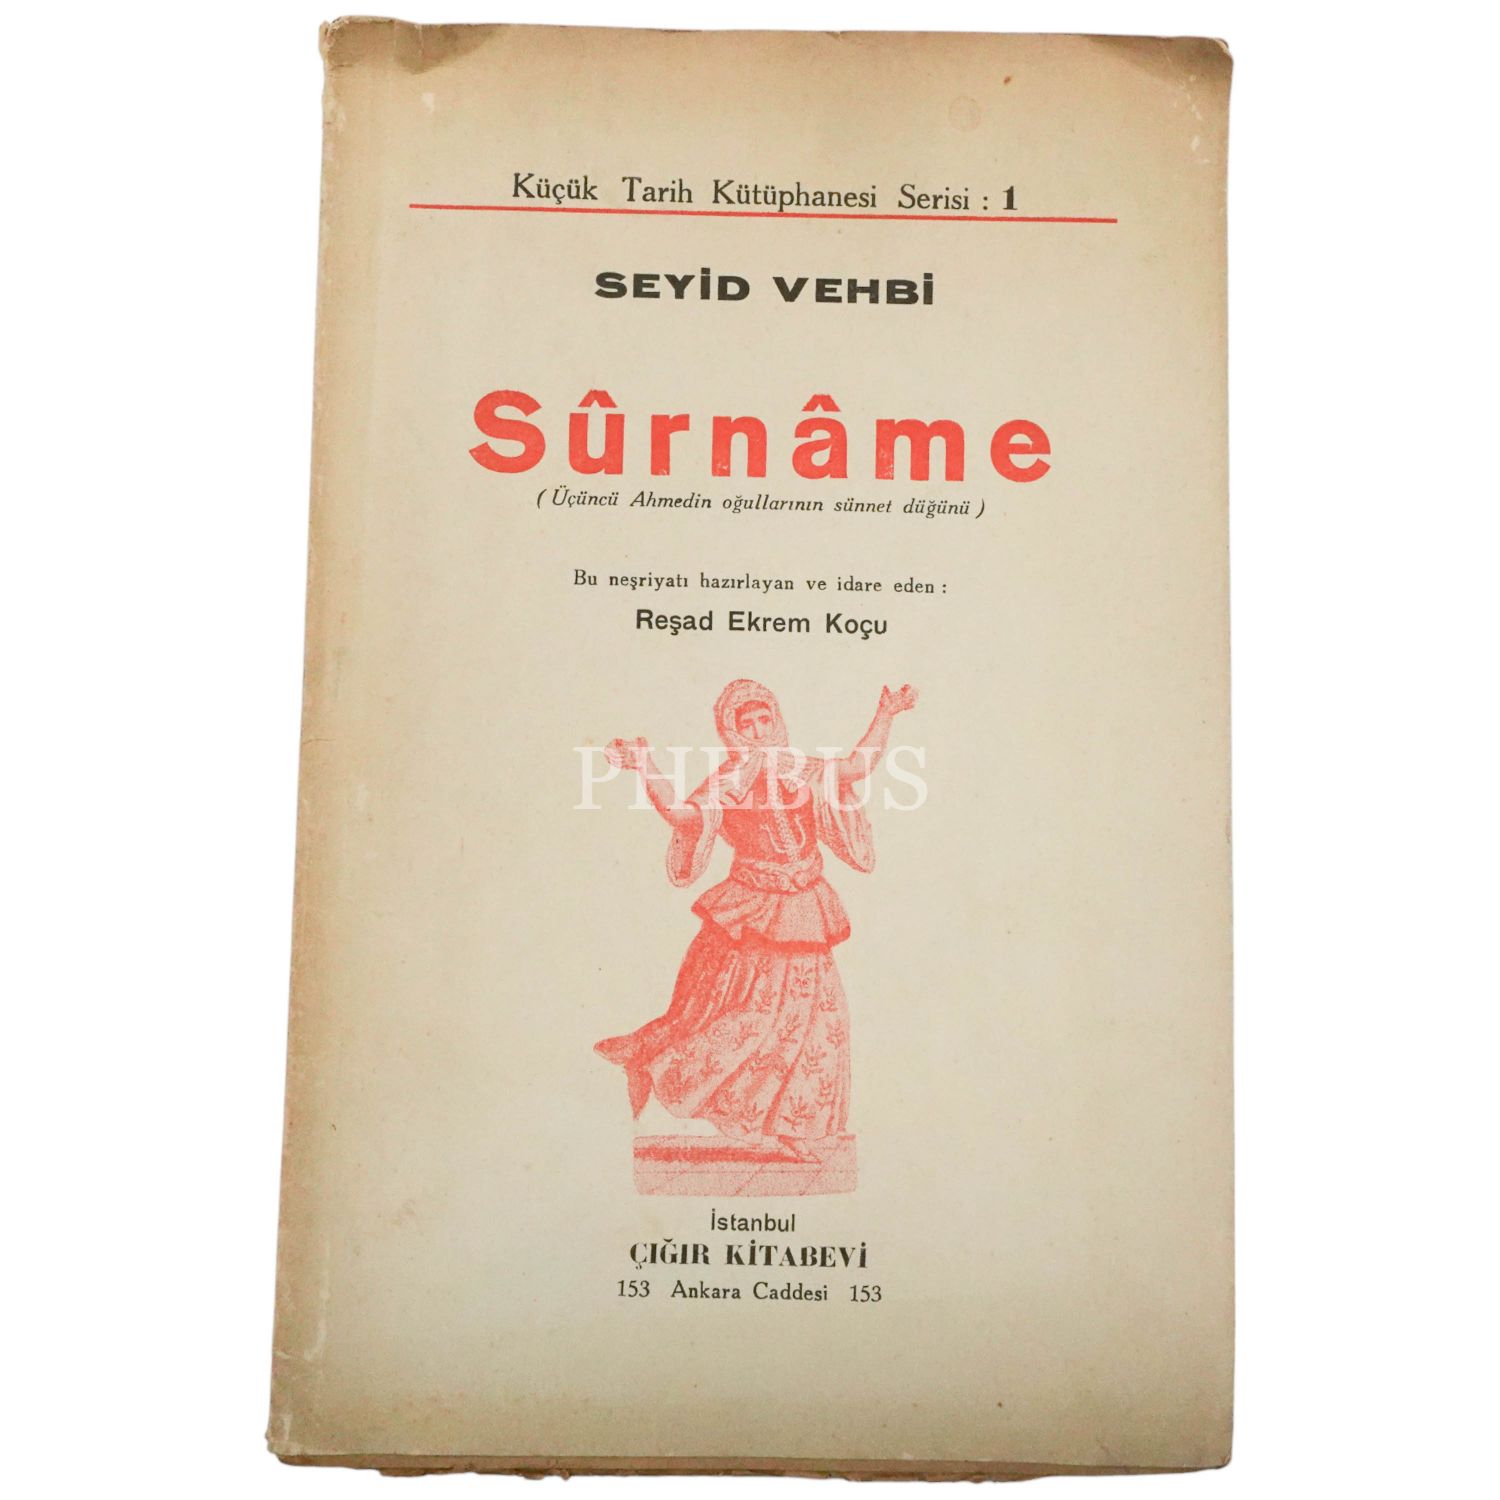 Küçük Tarih Kütüphanesi Serisi : 1
SEYİD VEHBİ
Sûrnâme
( Üçüncü Ahmedin oğullarının sünnet düğünü )
Bu neşriyatı hazırlayan ve idare eden :
Reşad Ekrem Koçu
PHEBUS
İstanbul
ÇIĞIR KİTABEVİ
153 Ankara Caddesi 153